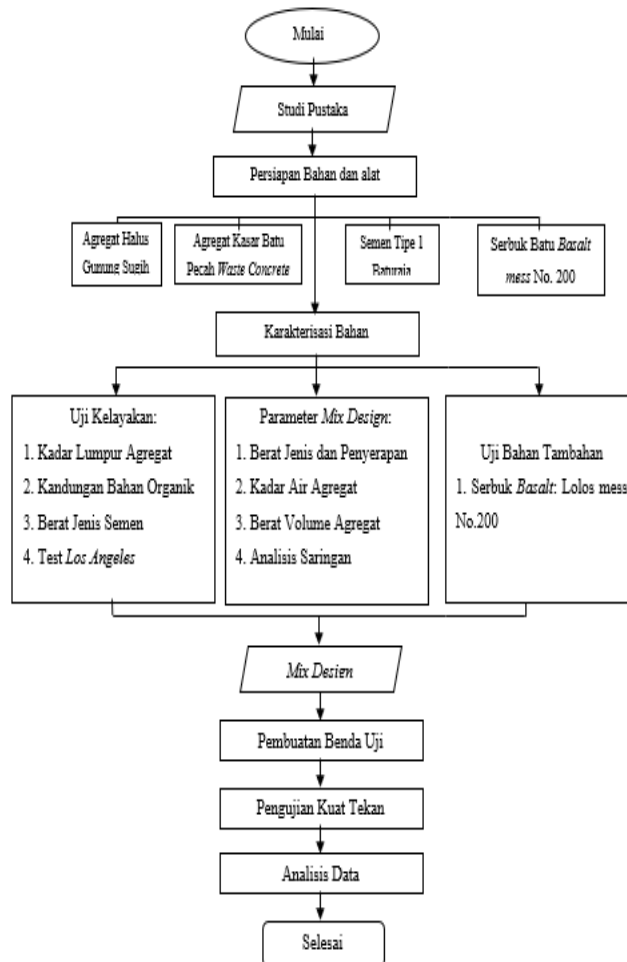 Mulai
Studi Pustaka
Persiapan Bahan dan alat
Agregat Halus
Gunung Sugih
Agregat Kasar Batu
Pecah Waste Concrete
Semen Tipe 1
Baturaja
Serbuk Batu Basalt
mess No. 200
Karakterisasi Bahan
Uji Kelayakan:
1. Kadar Lumpur Agregat
2. Kandungan Bahan Organik
3. Berat Jenis Semen
4. Test Los Angeles
Parameter Mix Design:
1. Berat Jenis dan Penyerapan
2. Kadar Air Agregat
3. Berat Volume Agregat
4. Analisis Saringan
Uji Bahan Tambahan
1. Serbuk Basalt: Lolos mess
No.200
Mix Design
Pembuatan Benda Uji
Pengujian Kuat Tekan
Analisis Data
Selesai